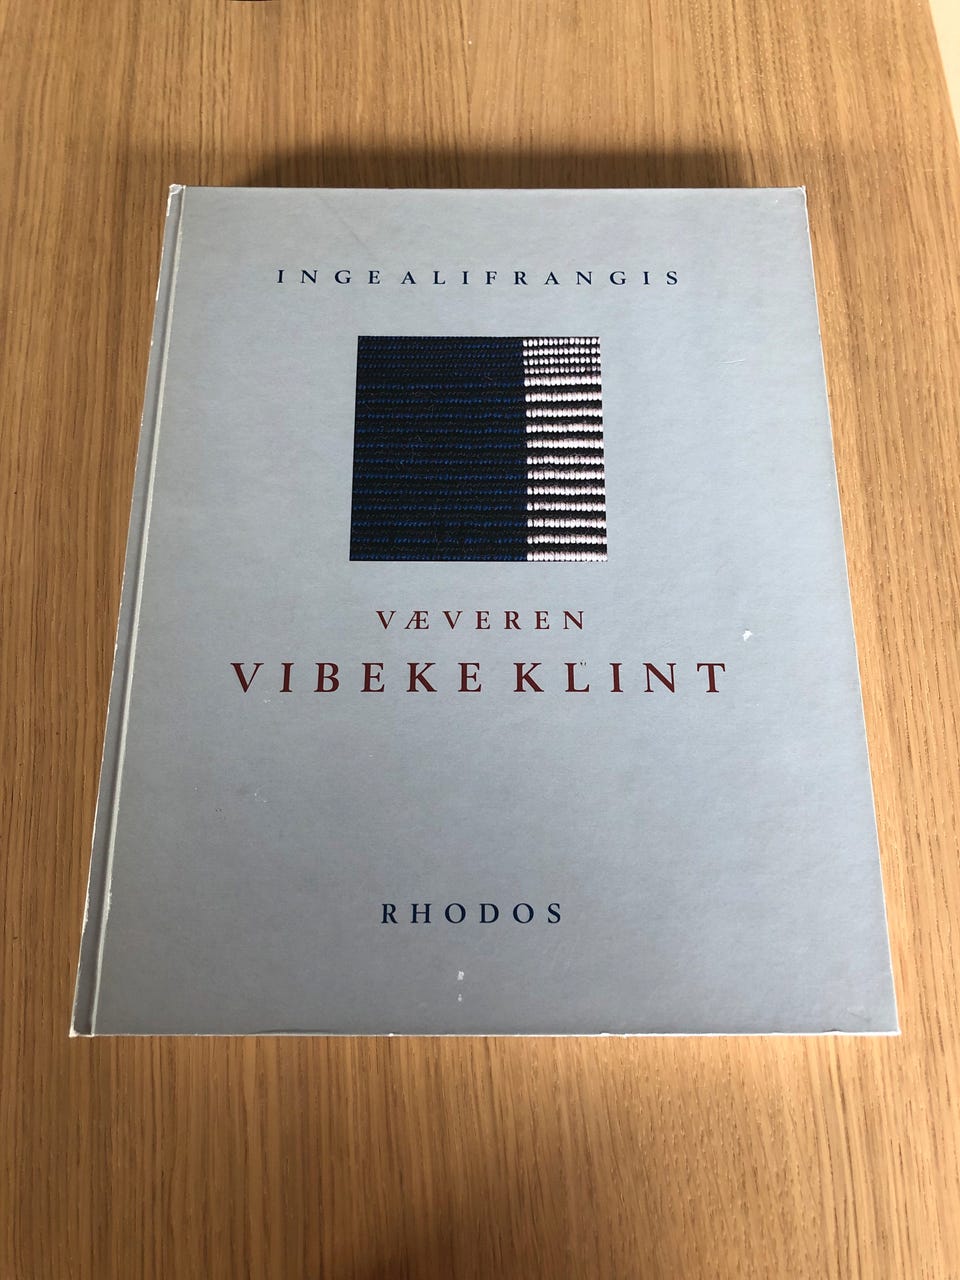 INGE ALIFRANGIS
VÆVEREN
VIBEKE KLINT
RHODOS